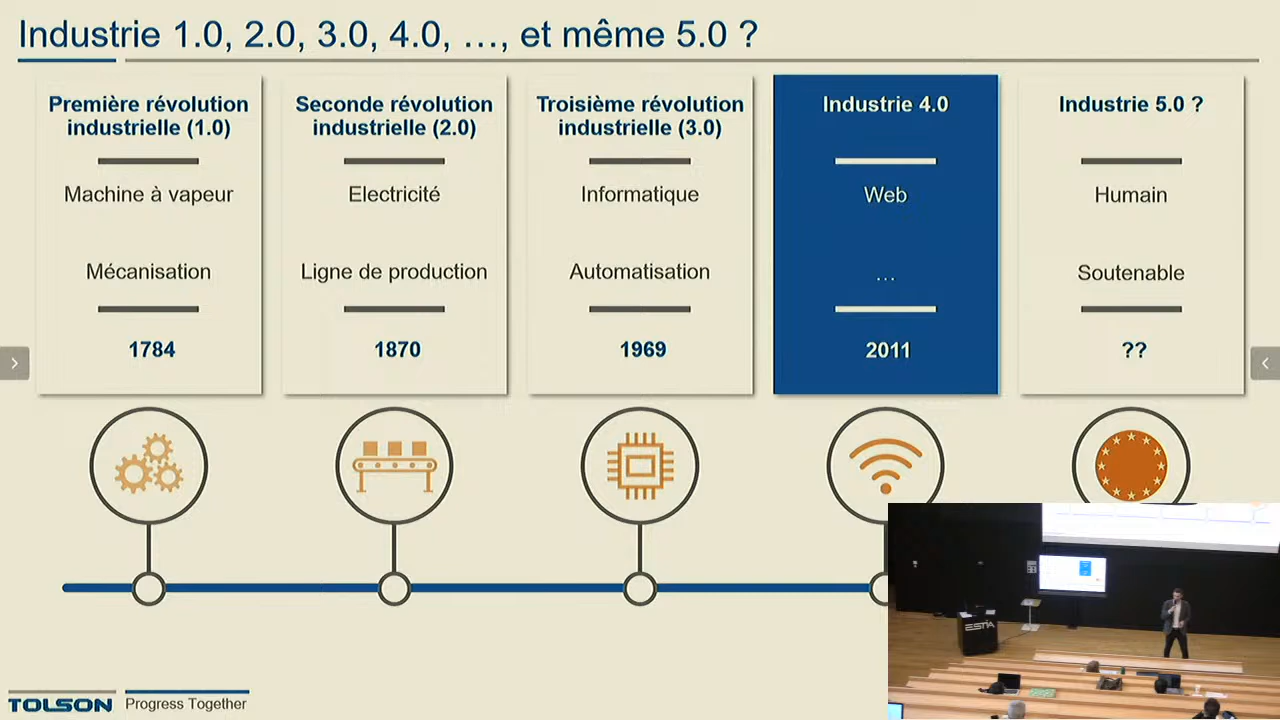 Industrie 1.0, 2.0, 3.0, 4.0, ..., et même 5.0 ?
Première révolution
industrielle (1.0)
Machine à vapeur
Mécanisation
1784
Seconde révolution
industrielle (2.0)
Electricité
Ligne de production
1870
Troisième révolution
industrielle (3.0)
Informatique
Automatisation
1969
Industrie 4.0
Web
...
2011
Industrie 5.0 ?
Humain
Soutenable
??
ESTIA
TOLSON
Progress Together